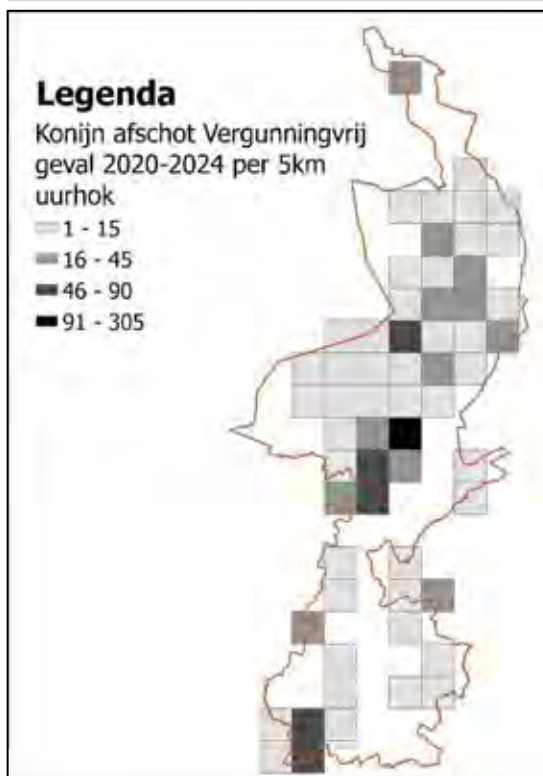 Legenda
Konijn afschot Vergunningvrij
geval 2020-2024 per 5km
uurhok
1 - 15
16 - 45
46 - 90
91 - 305